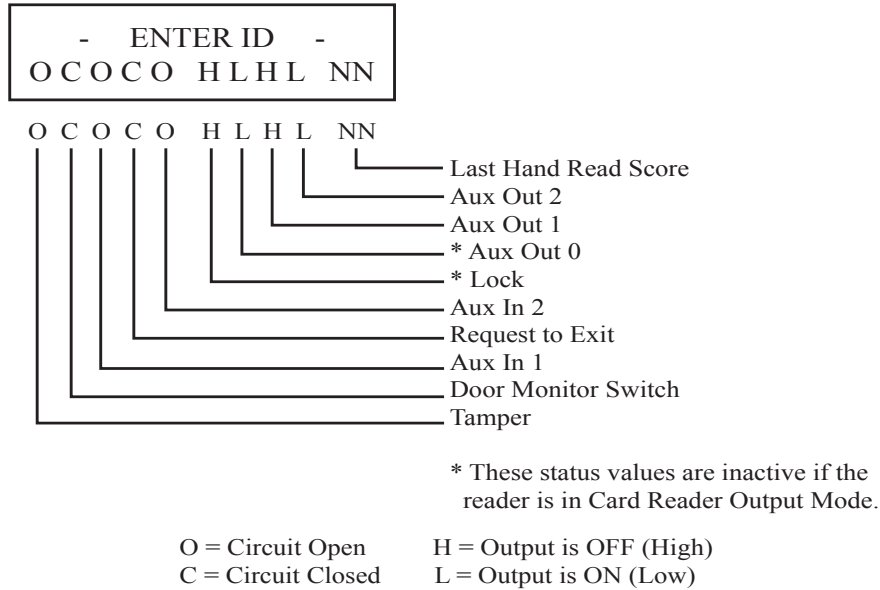 - ENTER ID -
O C O C O H L H L NN
O C O C O H L H L NN
Last Hand Read Score
Aux Out 2
Aux Out 1
* Aux Out 0
* Lock
Aux In 2
Request to Exit
Aux In 1
Door Monitor Switch
Tamper
* These status values are inactive if the
reader is in Card Reader Output Mode.
O = Circuit Open H = Output is OFF (High)
C = Circuit Closed L = Output is ON (Low)